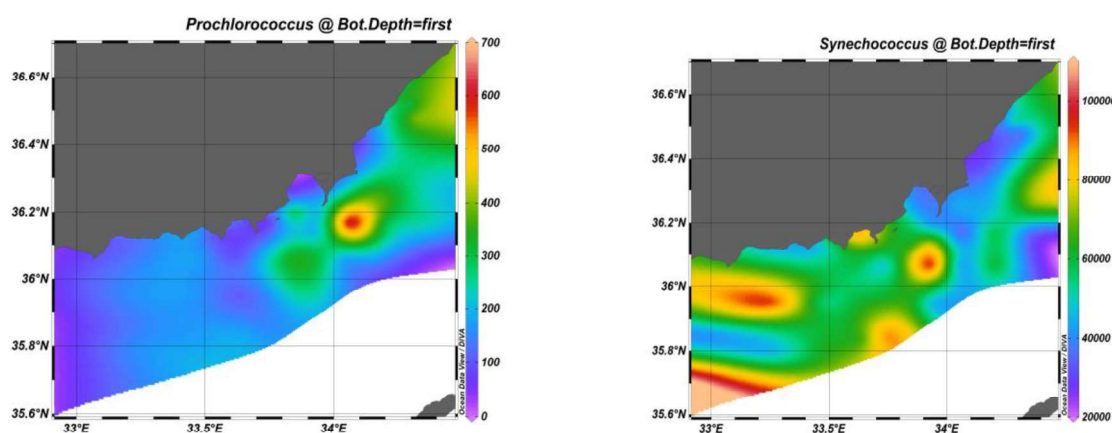 Prochlorococcus @ Bot.Depth=first
36.6°N
36.4°N
36.2°N
36°N
35.8°N
35.6°N
33°E
33.5°E
34°E
700
600
500
400
300
200
100
0
Ocean Data View / DIVA
Synechococcus @ Bot.Depth=first
36.6°N
36.4°N
36.2°N
36°N
35.8°N
35.6°N
33°E
33.5°E
34°E
100000
80000
60000
40000
20000
Ocean Data View / DIVA